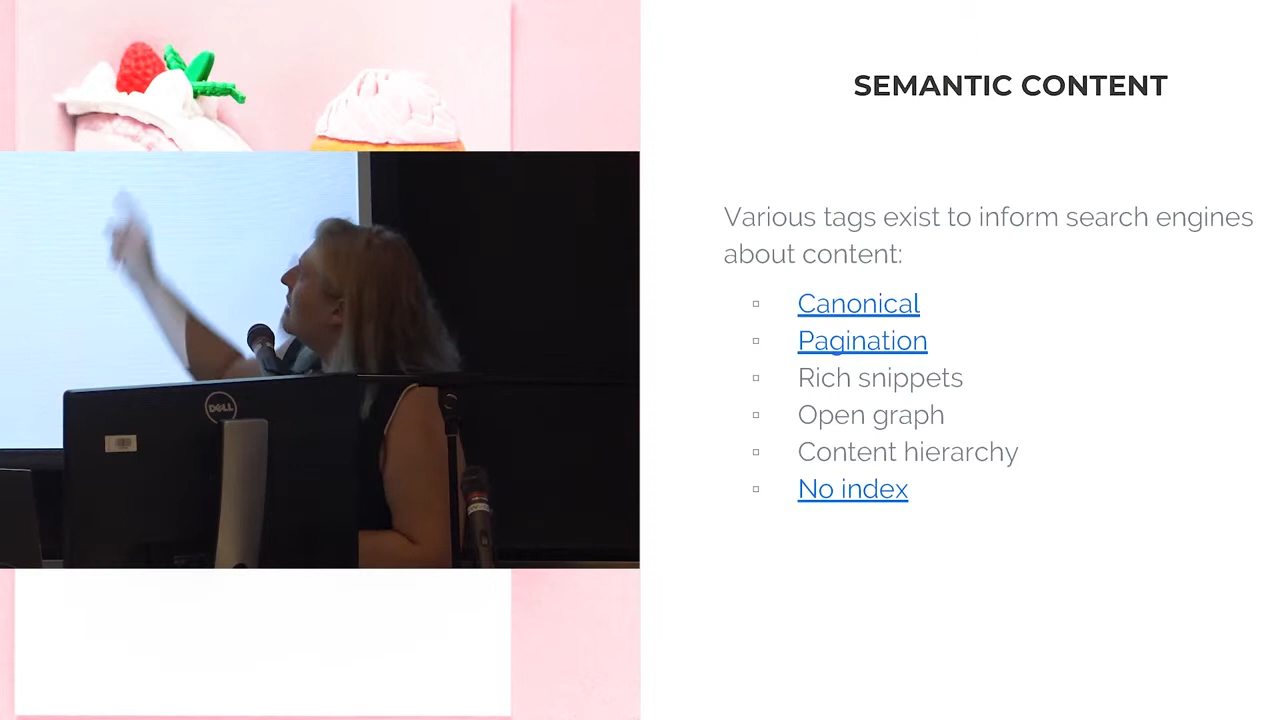 SEMANTIC CONTENT
Various tags exist to inform search engines
about content:
Canonical
Pagination
Rich snippets
Open graph
Content hierarchy
No index
DELL